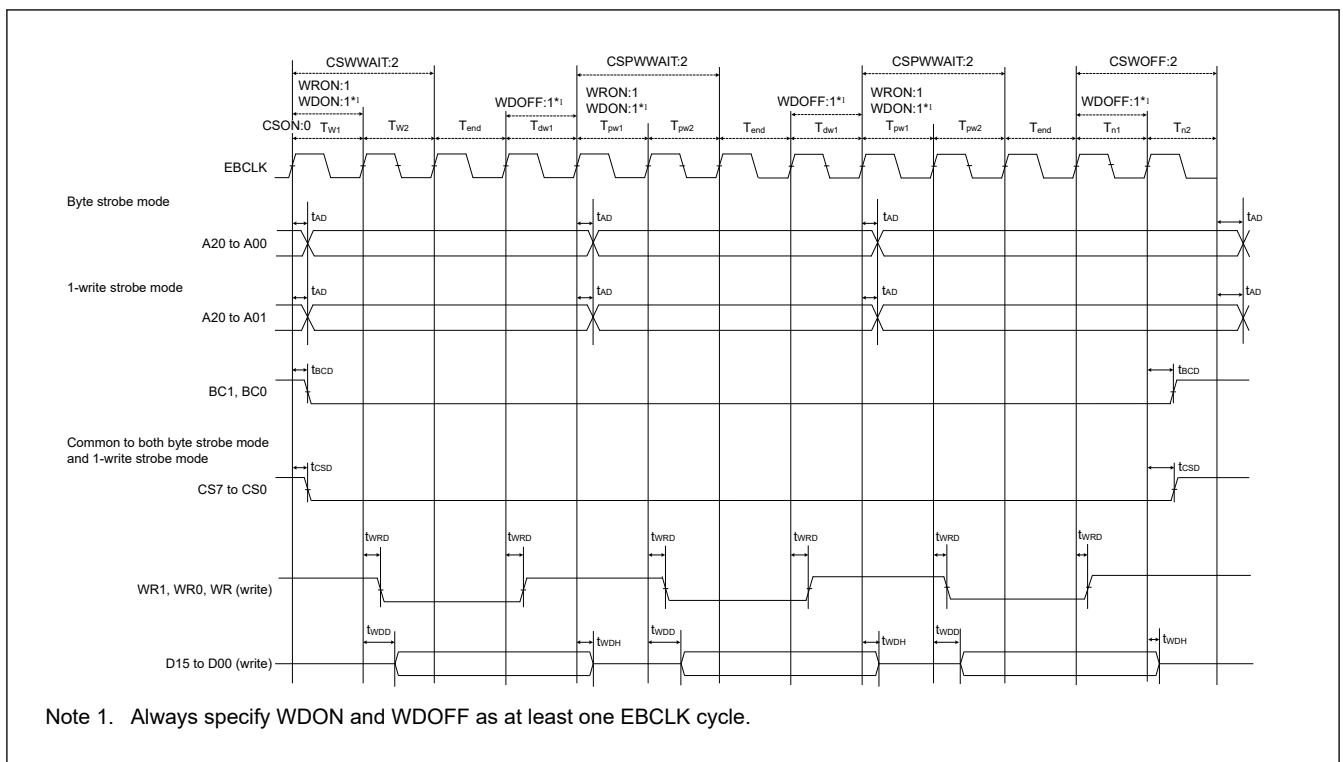 CSWWAIT:2 CSPWWAIT:2 CSPWWAIT:2 CSWOFF:2
WRON:1 WRON:1 WRON:1
WDON:1*1 WDOFF:1*1 WDON:1*1 WDOFF:1*1 WDON:1*1 WDOFF:1*1
CSON:0 TW1 TW2 Tend Tdw1 Tpw1 Tpw2 Tend Tdw1 Tpw1 Tpw2 Tend Tn1 Tn2
EBCLK
Byte strobe mode
tAD tAD tAD tAD
A20 to A00
1-write strobe mode
tAD tAD tAD tAD
A20 to A01
tBCD tBCD
BC1, BC0
Common to both byte strobe mode
and 1-write strobe mode
tCSD tCSD
CS7 to CS0
tWRD tWRD tWRD tWRD tWRD tWRD
WR1, WR0, WR (write)
tWDD tWDH tWDD tWDH tWDD tWDH
D15 to D00 (write)
Note 1. Always specify WDON and WDOFF as at least one EBCLK cycle.